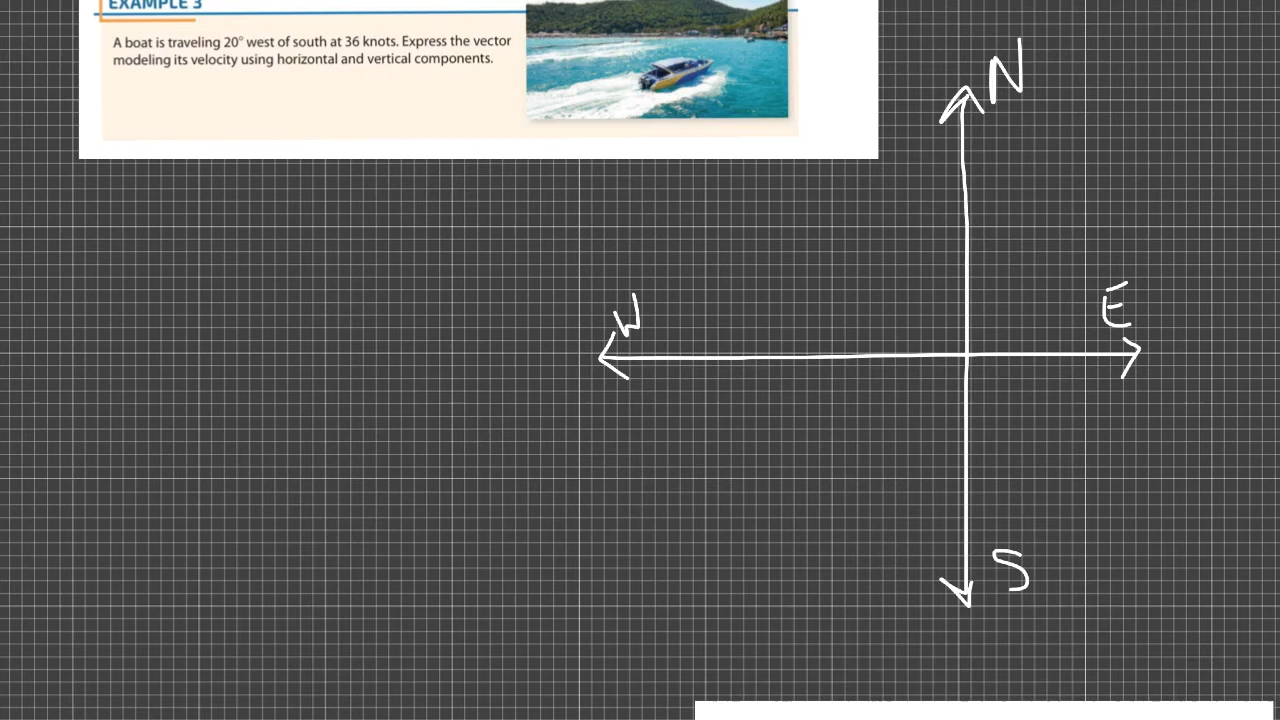 EXAMPLE 3
A boat is traveling 20° west of south at 36 knots. Express the vector
modeling its velocity using horizontal and vertical components.
N
W
E
S